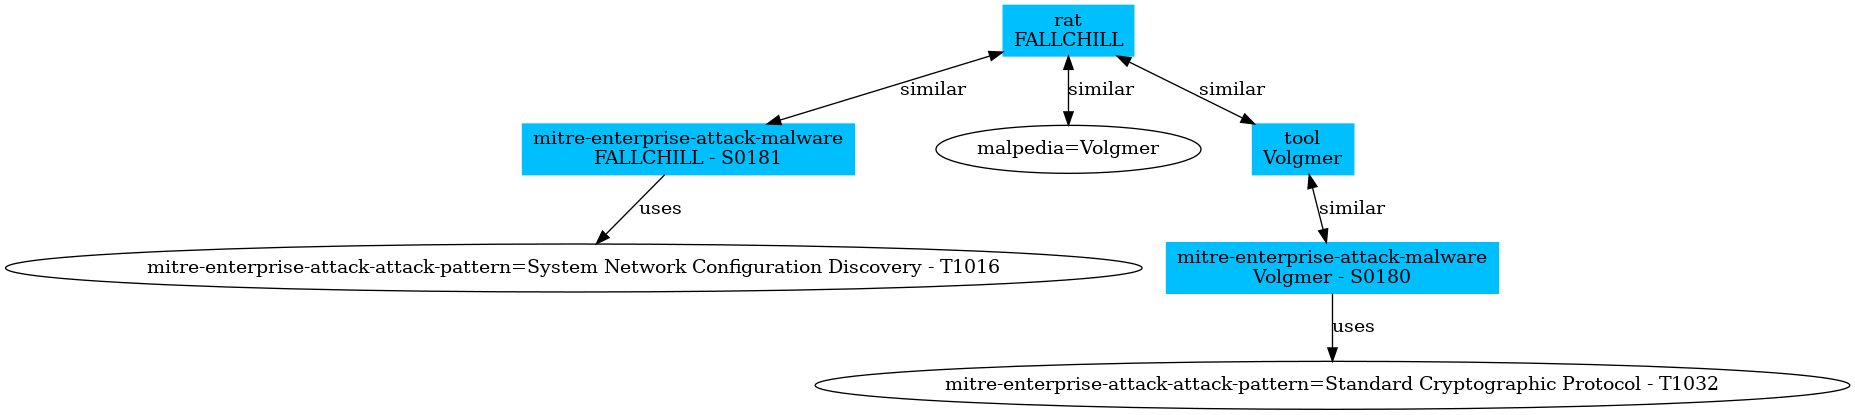 rat
FALLCHILL
similar
similar
similar
mitre-enterprise-attack-malware
FALLCHILL - S0181
malpedia=Volgmer
tool
Volgmer
uses
similar
mitre-enterprise-attack-attack-pattern=System Network Configuration Discovery - T1016
mitre-enterprise-attack-malware
Volgmer - S0180
uses
mitre-enterprise-attack-attack-pattern=Standard Cryptographic Protocol - T1032